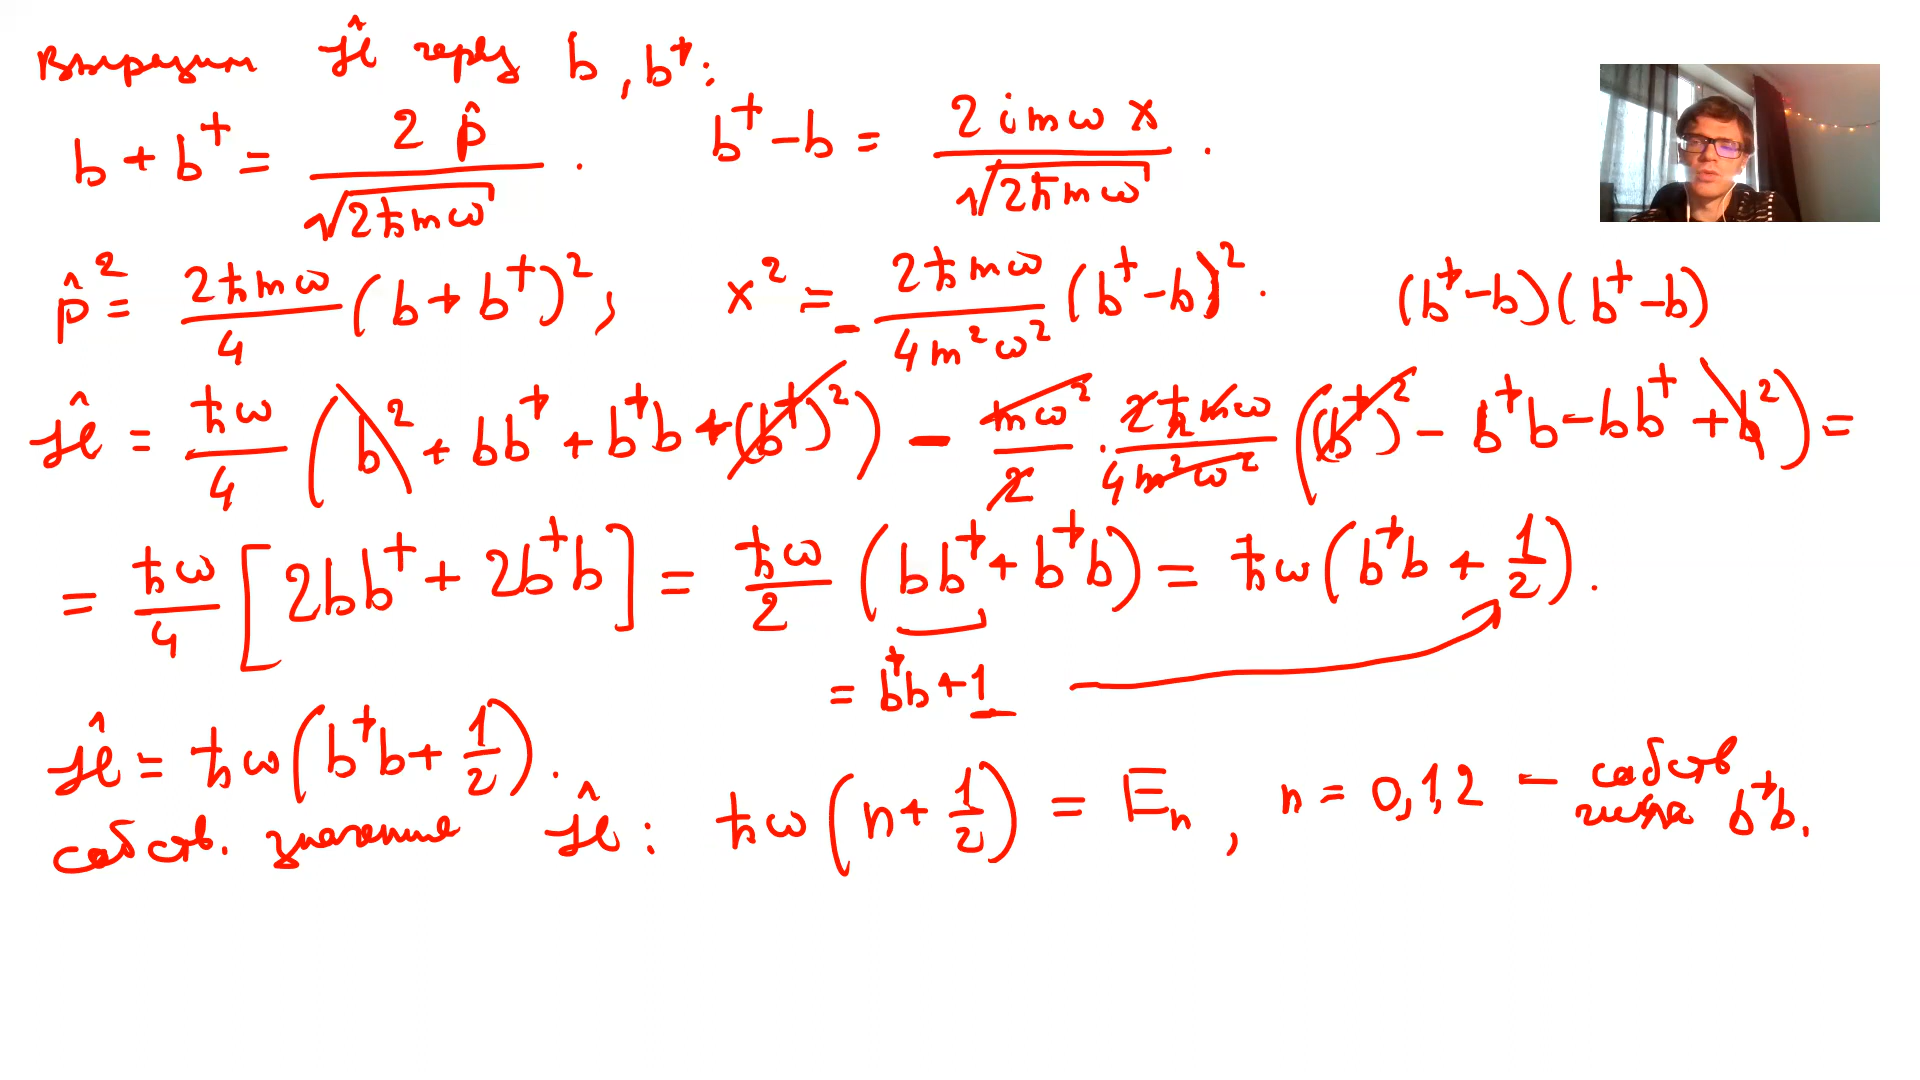 Выразим Ĥ через b, b⁺:
b + b⁺ = 2p̂ / √(2ħmω) . b⁺ − b = 2imωx / √(2ħmω) .
p̂² = 2ħmω/4 (b + b⁺)², x² = − 2ħmω/4m²ω² (b⁺ − b)². (b⁺ − b)(b⁺ − b)
Ĥ = ħω/4 (b² + bb⁺ + b⁺b + (b⁺)²) − mω²/2 · 2ħmω/4m²ω² ((b⁺)² − b⁺b − bb⁺ + b²) =
= ħω/4 [2bb⁺ + 2b⁺b] = ħω/2 (bb⁺ + b⁺b) = ħω(b⁺b + 1/2).
= b⁺b + 1
Ĥ = ħω(b⁺b + 1/2).
собств. значение Ĥ: ħω(n + 1/2) = Eₙ, n = 0,1,2 − собств числа b⁺b.